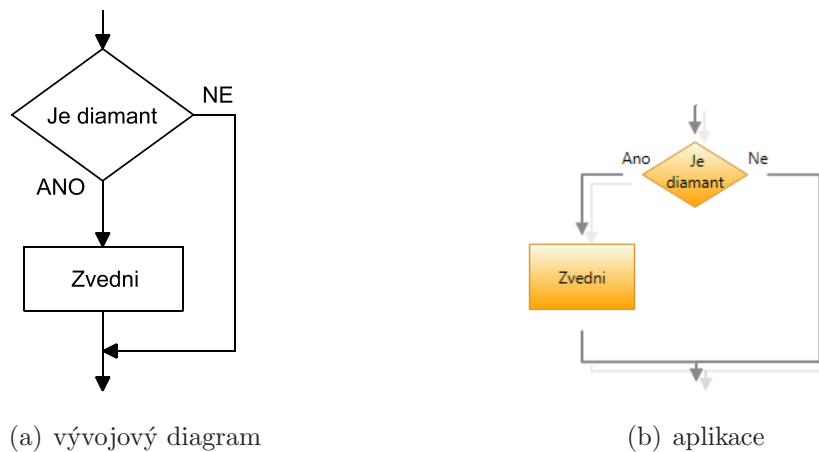 NE
Je diamant
ANO
Zvedni
(a) vývojový diagram
Ano
Je
diamant
Ne
Zvedni
(b) aplikace